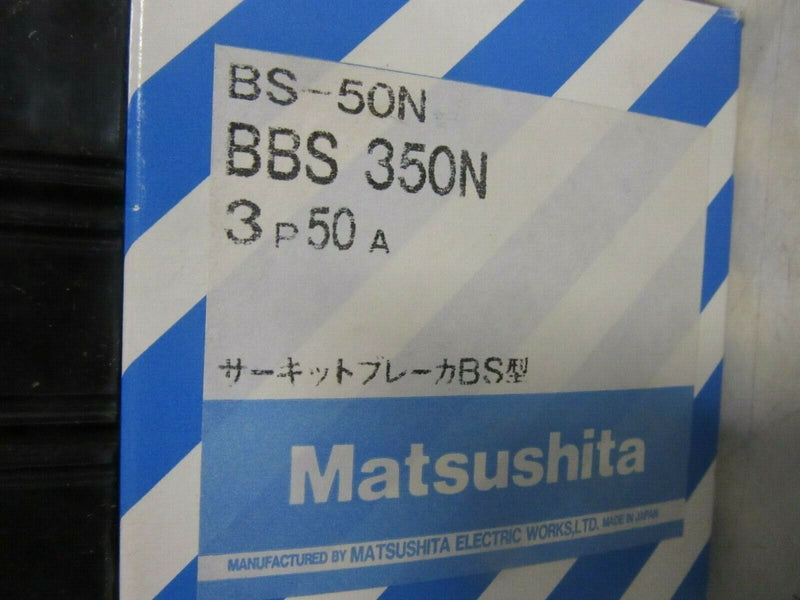 BS-50N
BBS 350N
3P50A
サーキットブレーカBS型
Matsushita
MANUFACTURED BY MATSUSHITA ELECTRIC WORKS,LTD. MADE IN JAPAN